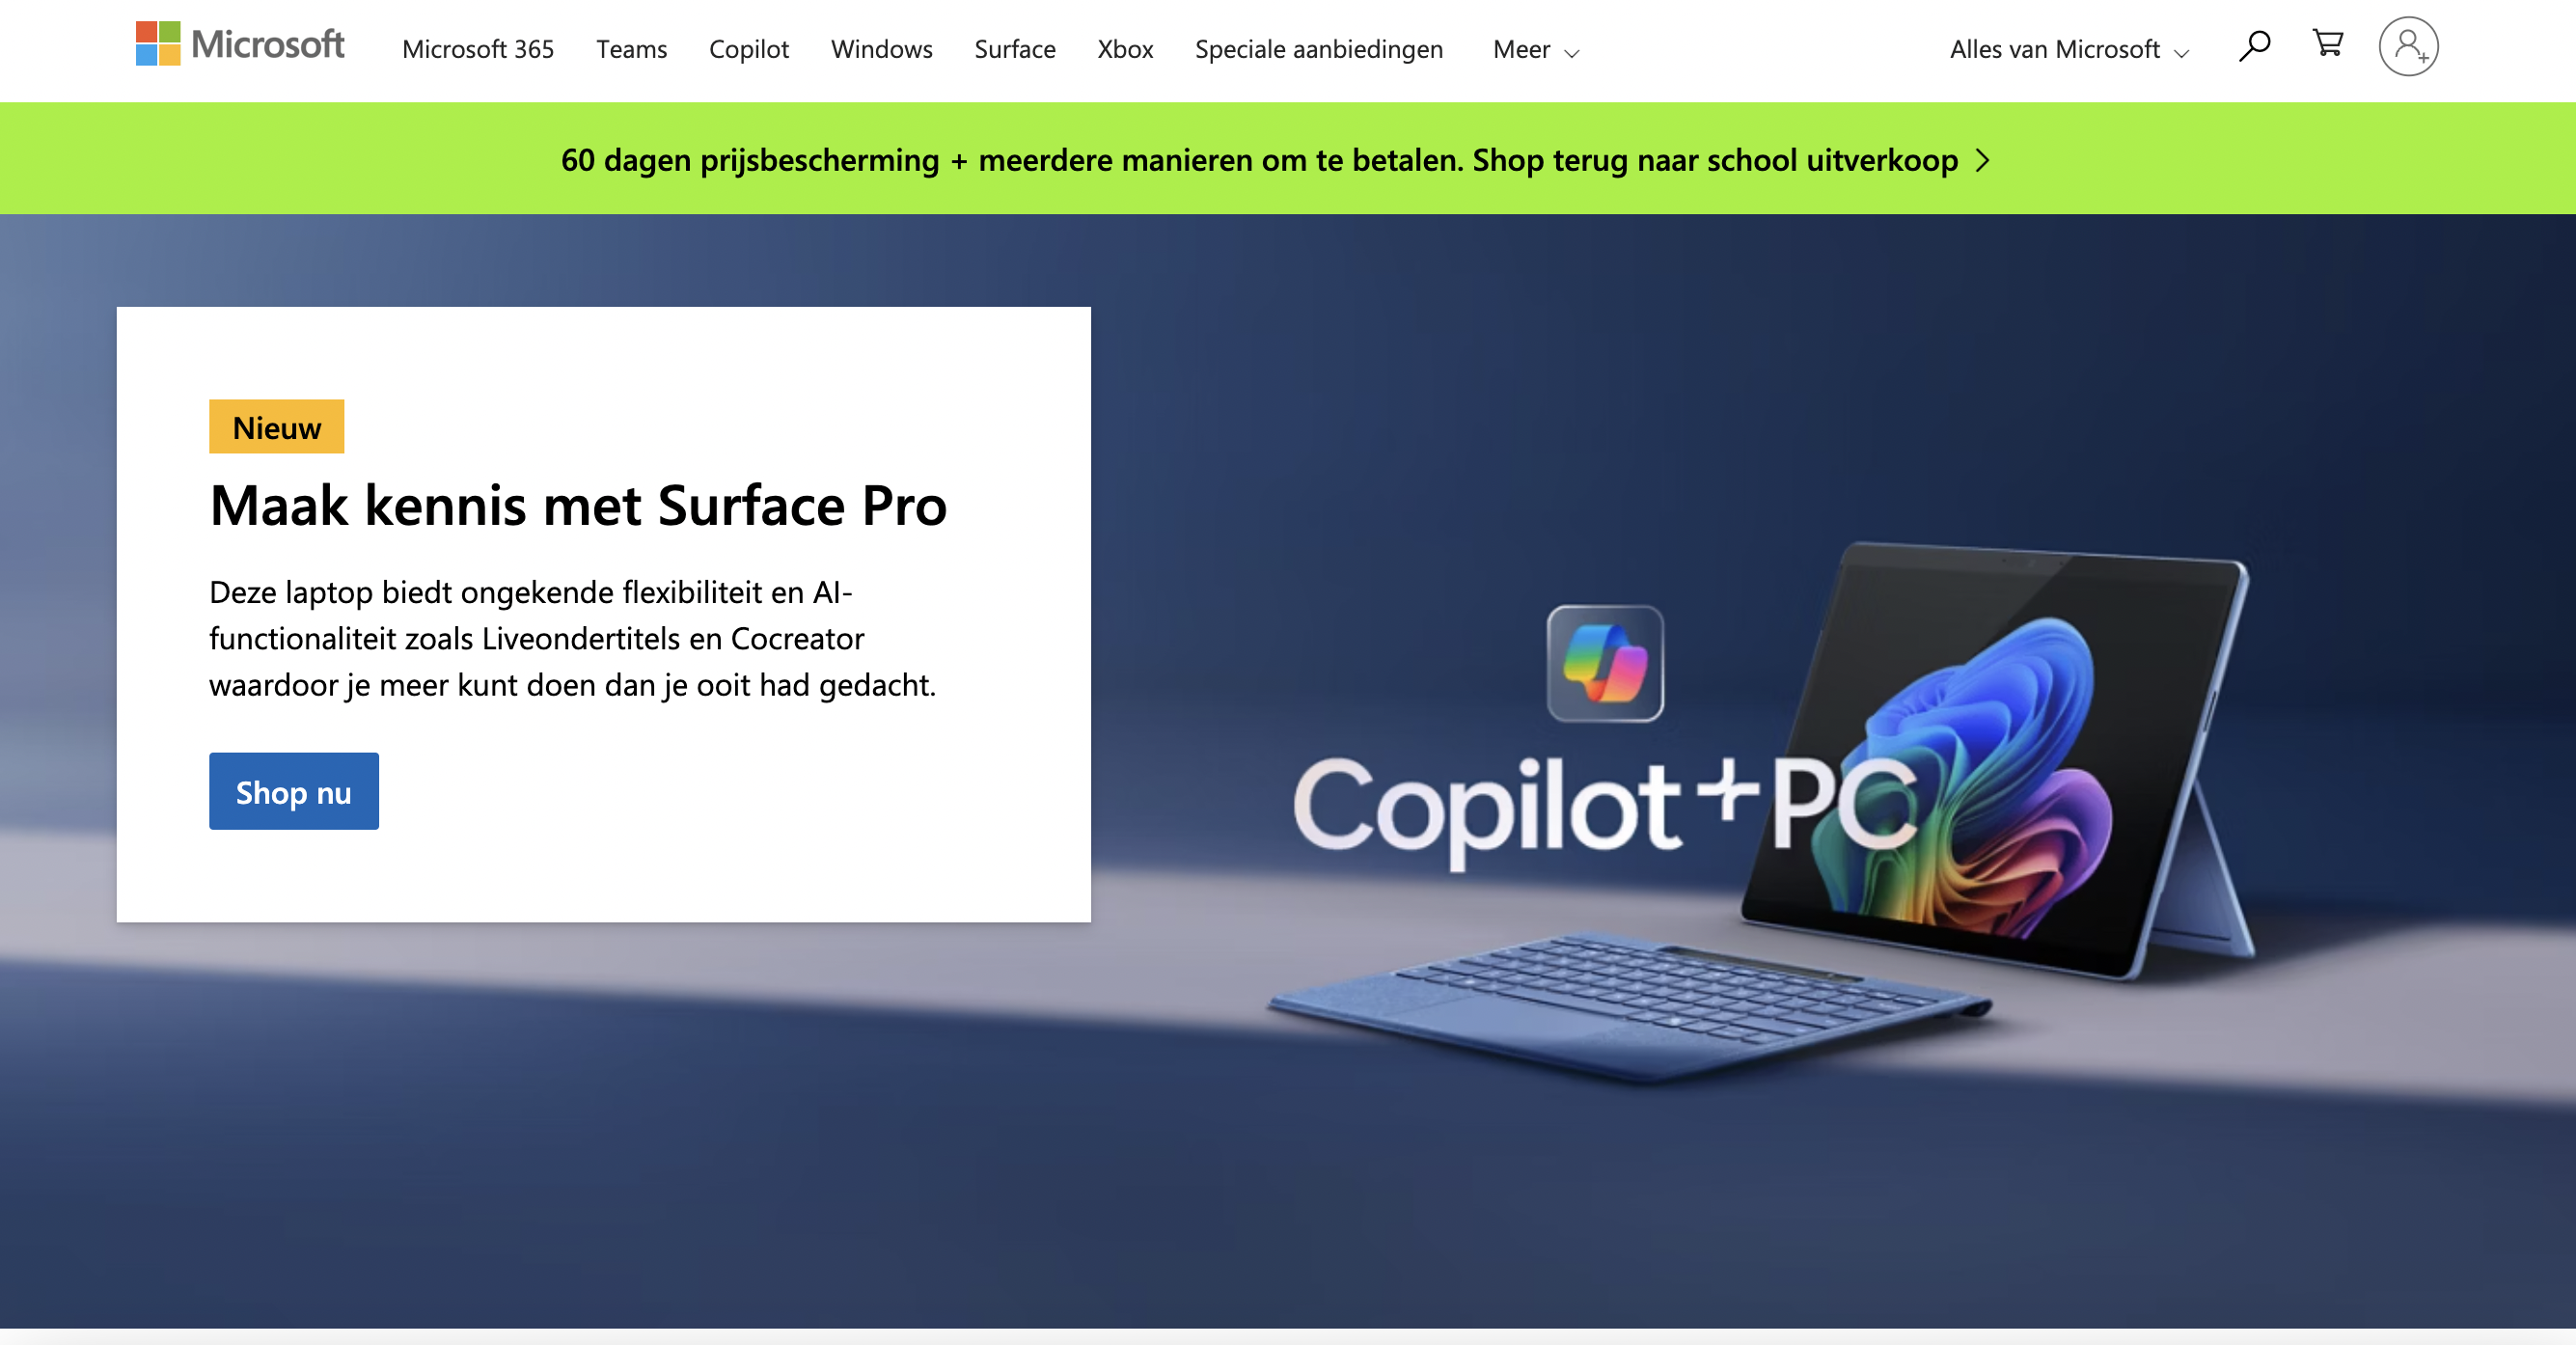 Microsoft
Microsoft 365 Teams Copilot Windows Surface Xbox Speciale aanbiedingen Meer Alles van Microsoft
60 dagen prijsbescherming + meerdere manieren om te betalen. Shop terug naar school uitverkoop
Nieuw
Maak kennis met Surface Pro
Deze laptop biedt ongekende flexibiliteit en AI-
functionaliteit zoals Liveondertitels en Cocreator
waardoor je meer kunt doen dan je ooit had gedacht.
Shop nu
Copilot+PC